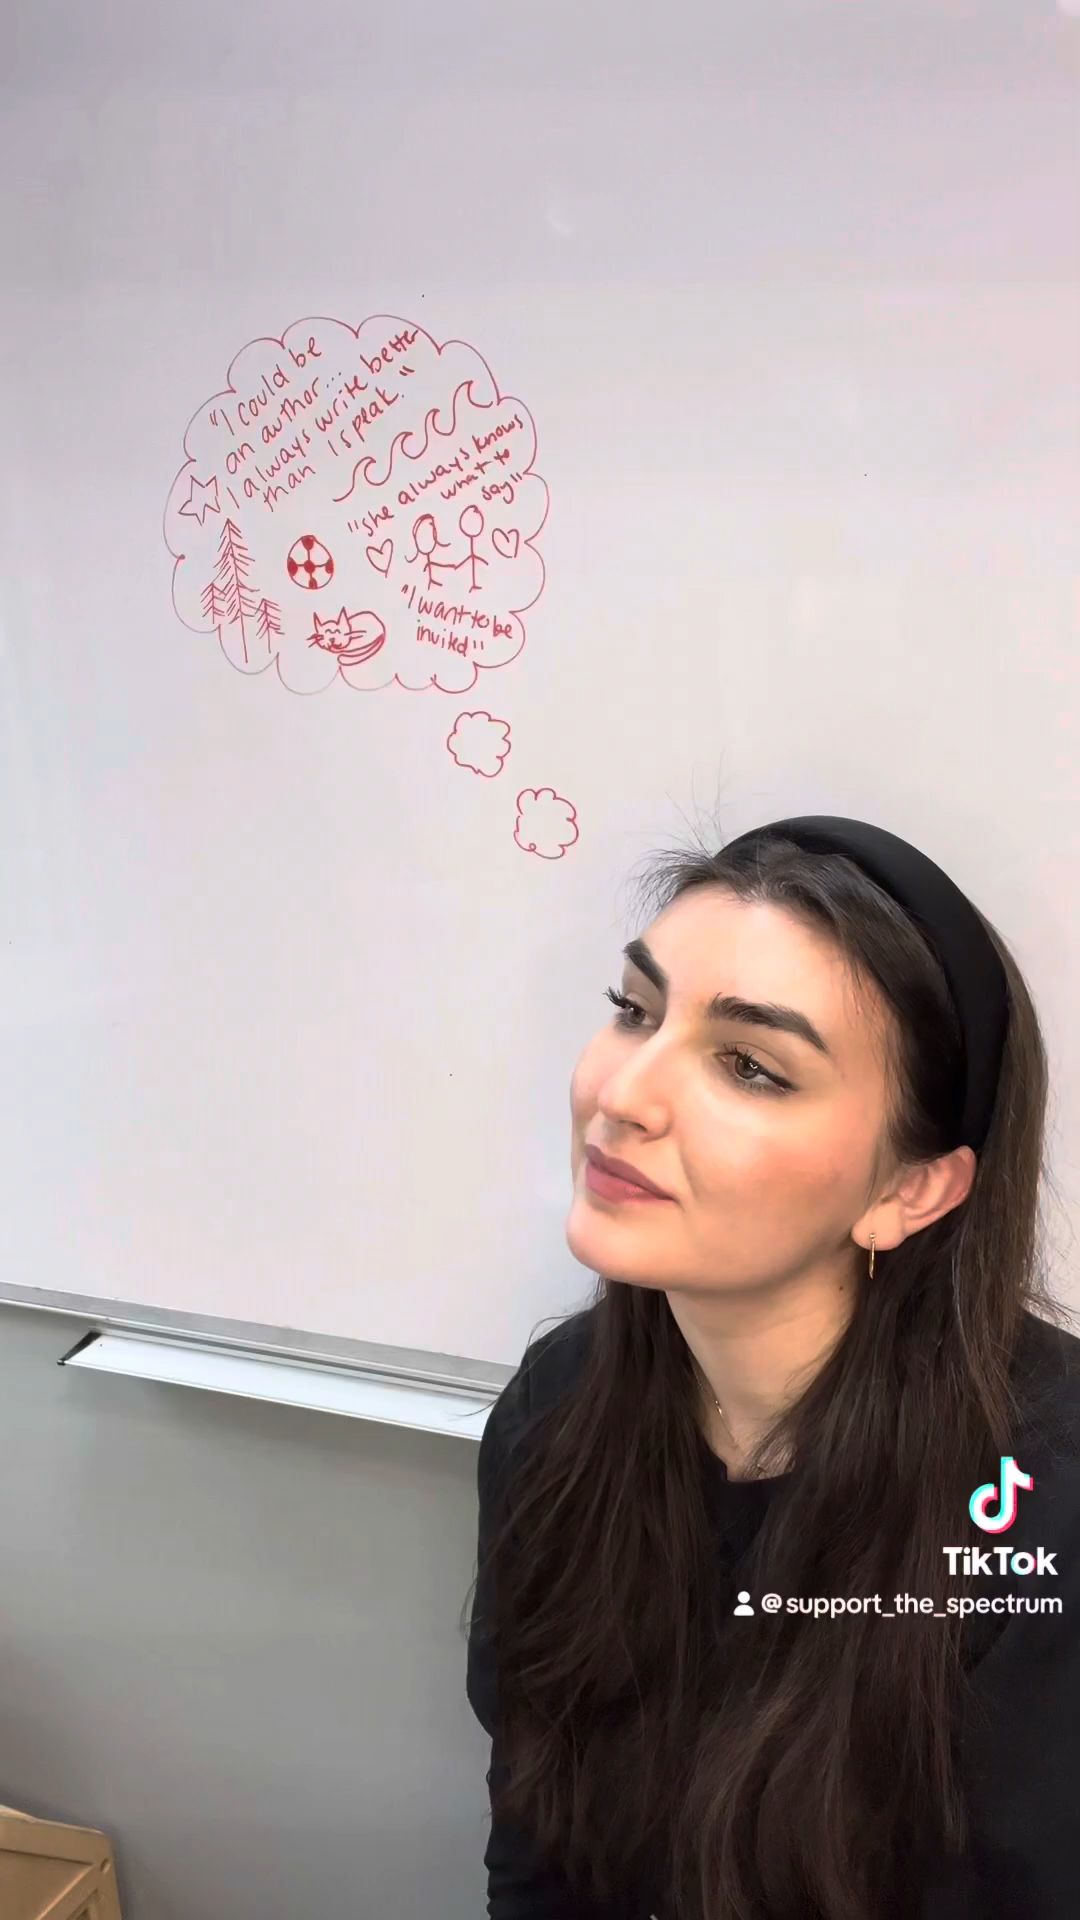 "I could be
an author... 
I always write better
than I speak."
"she always knows
what to
say"
"I want to be
invited"
TikTok
@support_the_spectrum